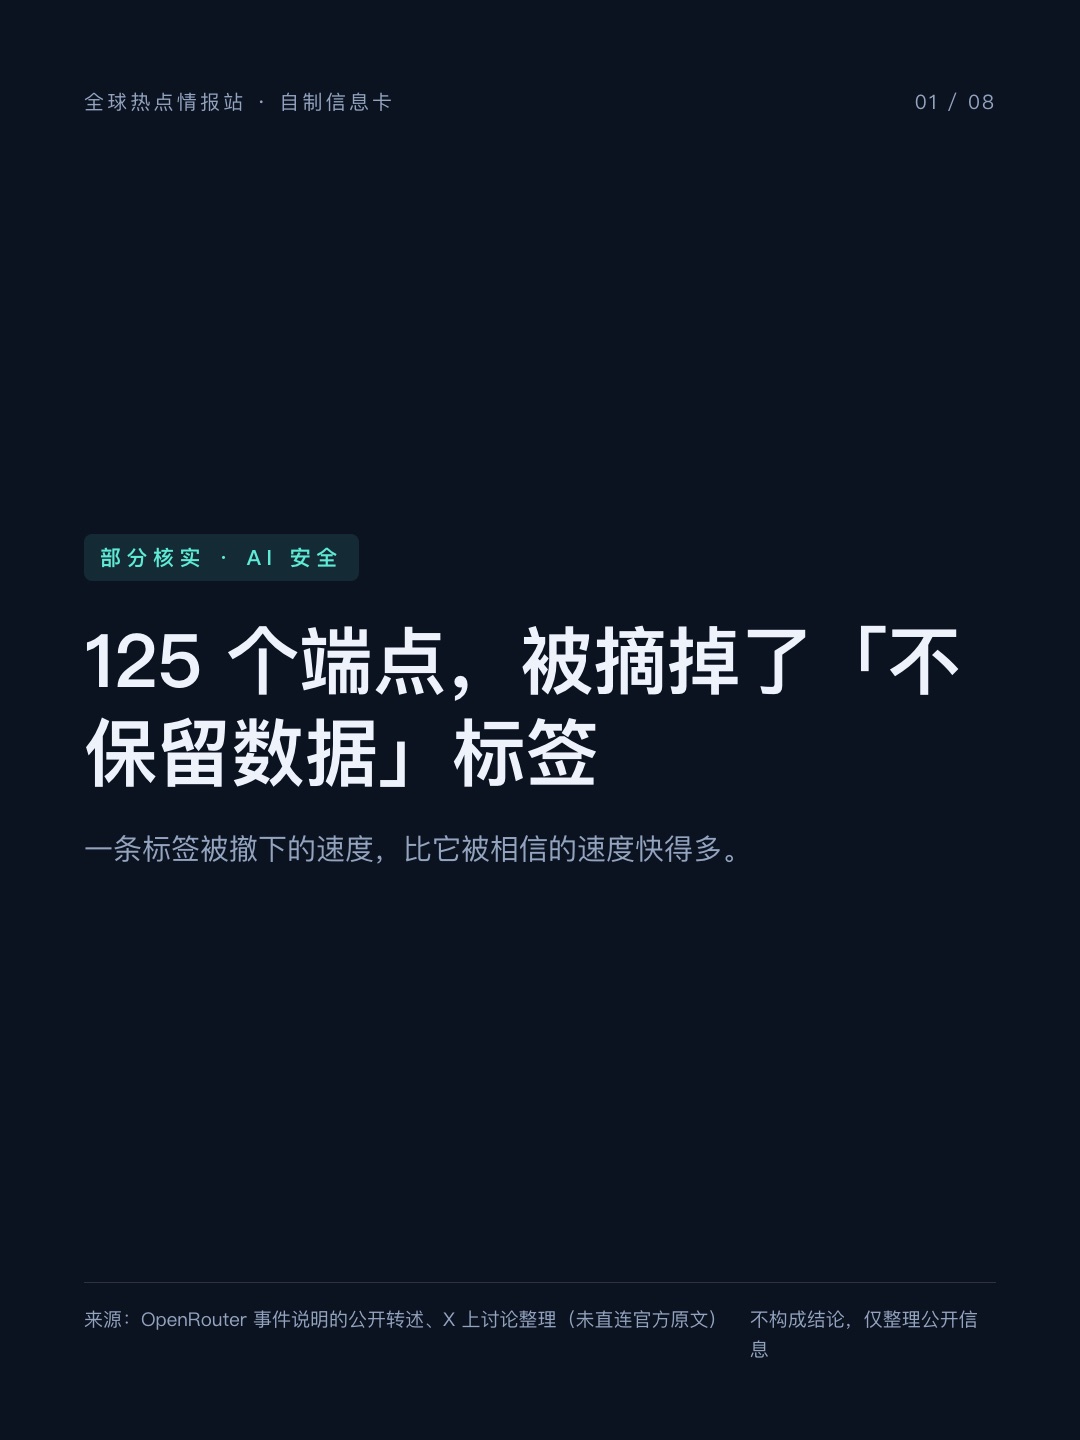 全球热点情报站 · 自制信息卡
01 / 08
部分核实 · AI 安全
125 个端点，被摘掉了「不
保留数据」标签
一条标签被撤下的速度，比它被相信的速度快得多。
来源：OpenRouter 事件说明的公开转述、X 上讨论整理（未直连官方原文）
不构成结论，仅整理公开信
息